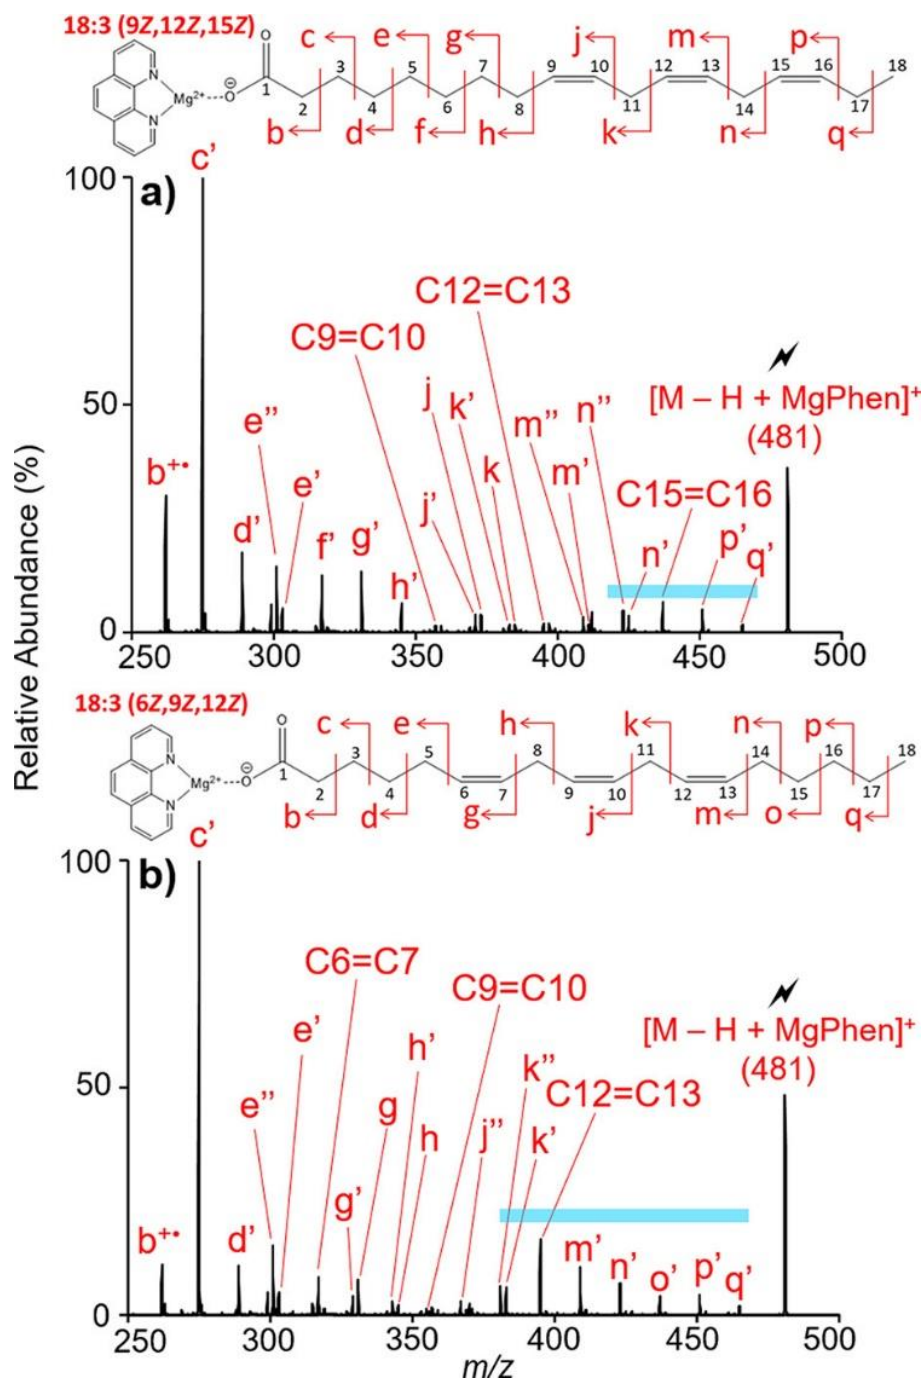 18:3 (9Z,12Z,15Z)
O
N
N
Mg2+
O
⊖
1 2 3 4 5 6 7 8 9 10 11 12 13 14 15 16 17 18
c e g j m p
b d f h k n q
c’
100
a)
C12=C13
C9=C10
[M – H + MgPhen]+
(481)
50
j k’ n’’
e’’ m’’
k m’ C15=C16
b+• e’
j’
d’ f’ g’ h’ n’ p’ q’
0
250 300 350 400 450 500
Relative Abundance (%)
18:3 (6Z,9Z,12Z)
O
N
N
Mg2+
O
⊖
1 2 3 4 5 6 7 8 9 10 11 12 13 14 15 16 17 18
c e h k n p
b d g j m o q
c’
100
b)
C6=C7
C9=C10
[M – H + MgPhen]+
(481)
50
e’ h’ k’’
C12=C13
e’’ g h j’’ k’
g’
b+• d’ m’ n’ o’ p’ q’
0
250 300 350 400 450 500
m/z